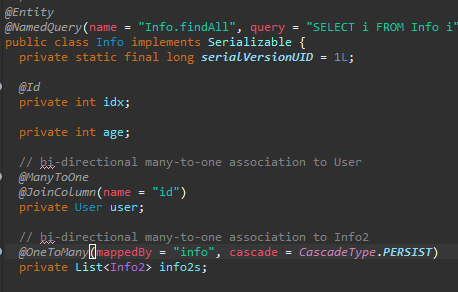 @Entity
@NamedQuery(name = "Info.findAll", query = "SELECT i FROM Info i"
public class Info implements Serializable {
private static final long serialVersionUID = 1L;
@Id
private int idx;
private int age;
// bi-directional many-to-one association to User
@ManyToOne
@JoinColumn(name = "id")
private User user;
// bi-directional many-to-one association to Info2
@OneToMany(mappedBy = "info", cascade = CascadeType.PERSIST)
private List<Info2> info2s;